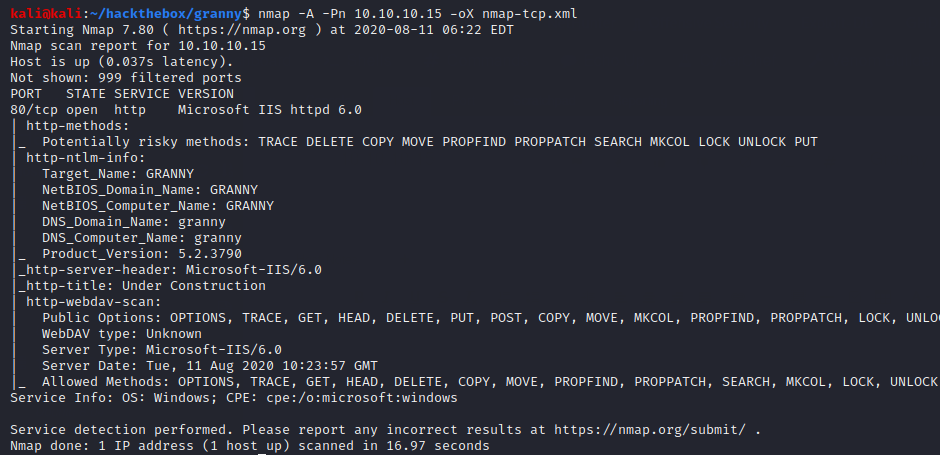 kali@kali:~/hackthebox/granny$ nmap -A -Pn 10.10.10.15 -oX nmap-tcp.xml
Starting Nmap 7.80 ( https://nmap.org ) at 2020-08-11 06:22 EDT
Nmap scan report for 10.10.10.15
Host is up (0.037s latency).
Not shown: 999 filtered ports
PORT   STATE SERVICE VERSION
80/tcp open  http    Microsoft IIS httpd 6.0
| http-methods:
|_  Potentially risky methods: TRACE DELETE COPY MOVE PROPFIND PROPPATCH SEARCH MKCOL LOCK UNLOCK PUT
| http-ntlm-info:
|   Target_Name: GRANNY
|   NetBIOS_Domain_Name: GRANNY
|   NetBIOS_Computer_Name: GRANNY
|   DNS_Domain_Name: granny
|   DNS_Computer_Name: granny
|_  Product_Version: 5.2.3790
|_http-server-header: Microsoft-IIS/6.0
|_http-title: Under Construction
| http-webdav-scan:
|   Public Options: OPTIONS, TRACE, GET, HEAD, DELETE, PUT, POST, COPY, MOVE, MKCOL, PROPFIND, PROPPATCH, LOCK, UNLO
|   WebDAV type: Unknown
|   Server Type: Microsoft-IIS/6.0
|   Server Date: Tue, 11 Aug 2020 10:23:57 GMT
|_  Allowed Methods: OPTIONS, TRACE, GET, HEAD, DELETE, COPY, MOVE, PROPFIND, PROPPATCH, SEARCH, MKCOL, LOCK, UNLOCK
Service Info: OS: Windows; CPE: cpe:/o:microsoft:windows
Service detection performed. Please report any incorrect results at https://nmap.org/submit/ .
Nmap done: 1 IP address (1 host up) scanned in 16.97 seconds